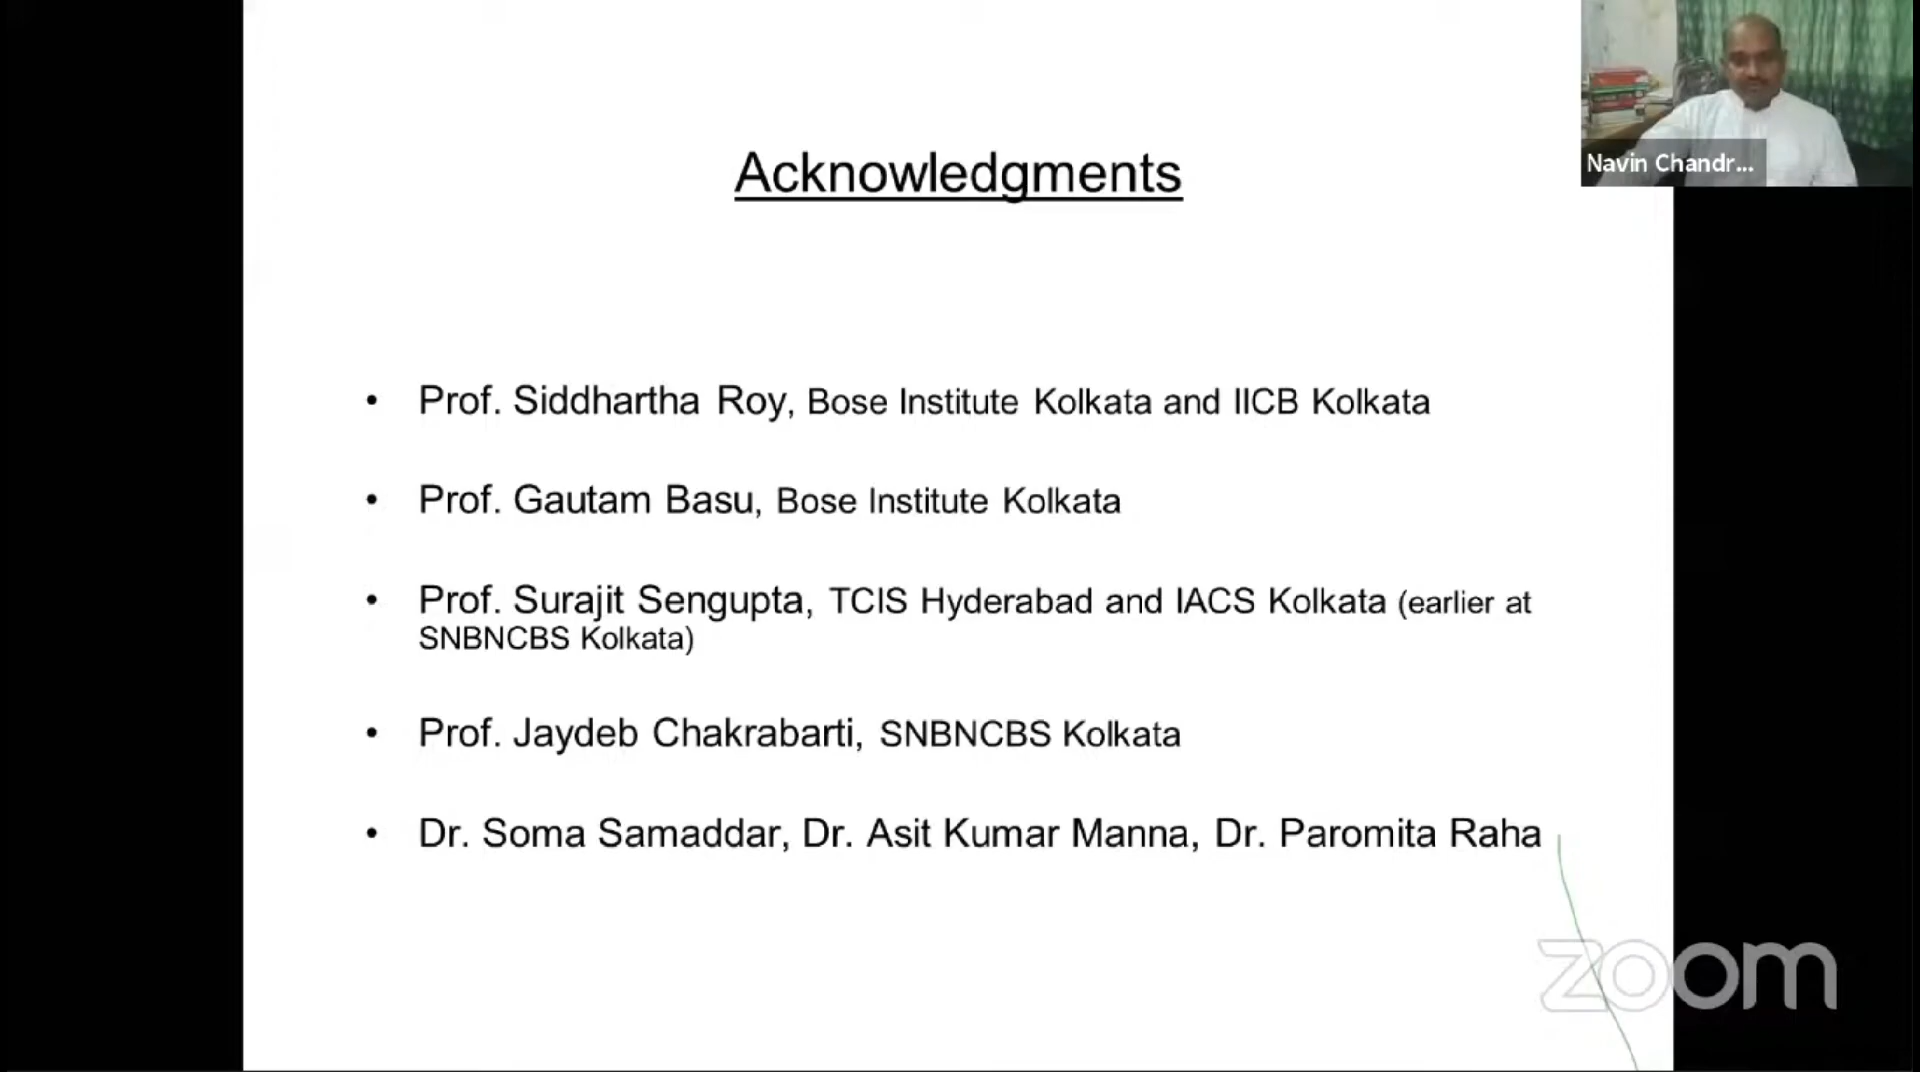 Navin Chandr...
Acknowledgments
• Prof. Siddhartha Roy, Bose Institute Kolkata and IICB Kolkata
• Prof. Gautam Basu, Bose Institute Kolkata
• Prof. Surajit Sengupta, TCIS Hyderabad and IACS Kolkata (earlier at
SNBNCBS Kolkata)
• Prof. Jaydeb Chakrabarti, SNBNCBS Kolkata
• Dr. Soma Samaddar, Dr. Asit Kumar Manna, Dr. Paromita Raha
zoom